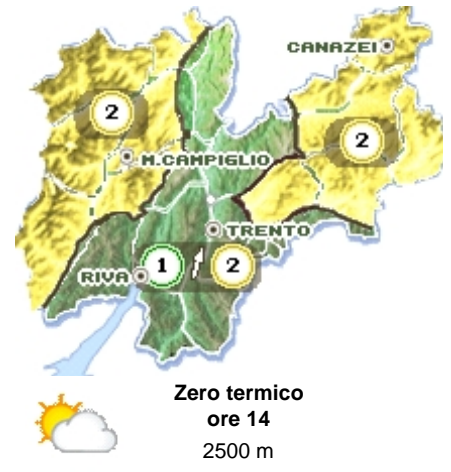 CANAZEI
2
2
M.CAMPIGLIO
TRENTO
RIVA
1
2
Zero termico
ore 14
2500 m